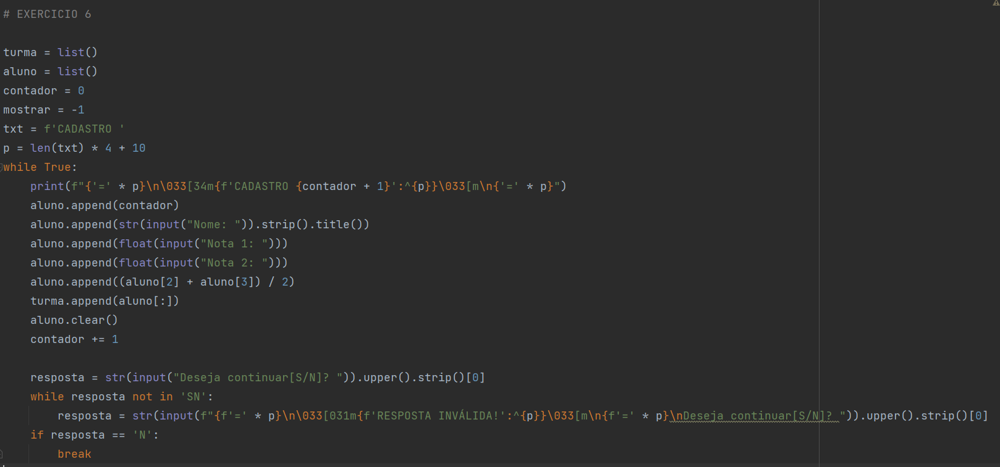 # EXERCICIO 6
turma = list()
aluno = list()
contador = 0
mostrar = -1
txt = f'CADASTRO '
p = len(txt) * 4 + 10
while True:
    print(f"{'=' * p}\n\033[34m{f'CADASTRO {contador + 1}':^{p}}\033[m\n{'=' * p}")
    aluno.append(contador)
    aluno.append(str(input("Nome: ")).strip().title())
    aluno.append(float(input("Nota 1: ")))
    aluno.append(float(input("Nota 2: ")))
    aluno.append((aluno[2] + aluno[3]) / 2)
    turma.append(aluno[:])
    aluno.clear()
    contador += 1
    resposta = str(input("Deseja continuar[S/N]? ")).upper().strip()[0]
    while resposta not in 'SN':
        resposta = str(input(f"{f'=' * p}\n\033[031m{f'RESPOSTA INVÁLIDA!':^{p}}\033[m\n{f'=' * p}\nDeseja continuar[S/N]? ")).upper().strip()[0]
    if resposta == 'N':
        break